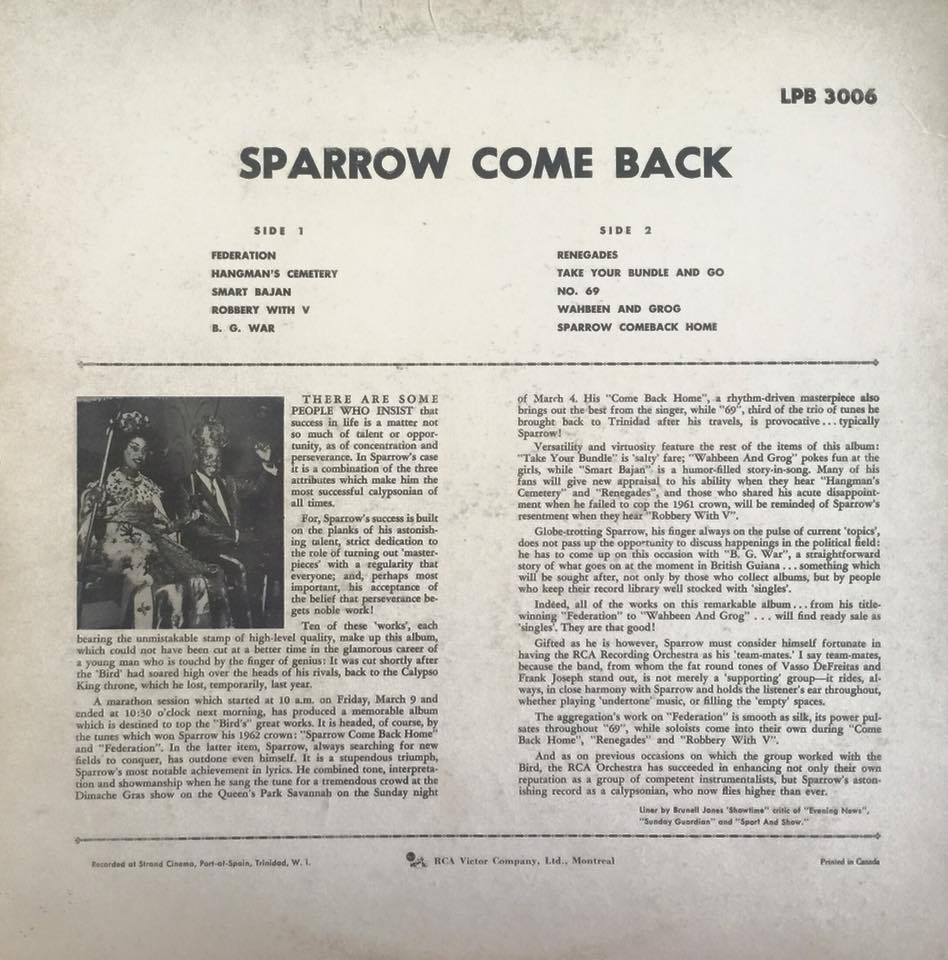 LPB 3006
SPARROW COME BACK
SIDE 1
FEDERATION
HANGMAN'S CEMETERY
SMART BAJAN
ROBBERY WITH V
B. G. WAR
SIDE 2
RENEGADES
TAKE YOUR BUNDLE AND GO
NO. 69
WAHBEEN AND GROG
SPARROW COMEBACK HOME
THERE ARE SOME
PEOPLE WHO INSIST that
success in life is a matter not
so much of talent or oppor-
tunity, as of concentration and
perseverance. In Sparrow's case
it is a combination of the three
attributes which make him the
most successful calypsonian of
all times.
For, Sparrow's success is built
on the planks of his astonish-
ing talent, strict dedication to
the role of turning out 'master-
pieces' with a regularity that
everyone; and, perhaps most
important, his acceptance of
the belief that perseverance be-
gets noble work!
Ten of these 'works', each
bearing the unmistakable stamp of high-level quality, make up this album,
which could not have been cut at a better time in the glamorous career of
a young man who is touchd by the finger of genius: It was cut shortly after
the 'Bird' had soared high over the heads of his rivals, back to the Calypso
King throne, which he lost, temporarily, last year.
A marathon session which started at 10 a.m. on Friday, March 9 and
ended at 10:30 o'clock next morning, has produced a memorable album
which is destined to top the "Bird's" great works. It is headed, of course, by
the tunes which won Sparrow his 1962 crown: "Sparrow Come Back Home"
and "Federation". In the latter item, Sparrow, always searching for new
fields to conquer, has outdone even himself. It is a stupendous triumph,
Sparrow's most notable achievement in lyrics. He combined tone, interpreta-
tion and showmanship when he sang the tune for a tremendous crowd at the
Dimache Gras show on the Queen's Park Savannah on the Sunday night
of March 4. His "Come Back Home", a rhythm-driven masterpiece also
brings out the best from the singer, while "69", third of the trio of tunes he
brought back to Trinidad after his travels, is provocative...typically
Sparrow!
Versatility and virtuosity feature the rest of the items of this album:
"Take Your Bundle" is 'salty' fare; "Wahbeen And Grog" pokes fun at the
girls, while "Smart Bajan" is a humor-filled story-in-song. Many of his
fans will give new appraisal to his ability when they hear "Hangman's
Cemetery" and "Renegades", and those who shared his acute disappoint-
ment when he failed to cop the 1961 crown, will be reminded of Sparrow's
resentment when they hear "Robbery With V".
Globe-trotting Sparrow, his finger always on the pulse of current 'topics',
does not pass up the opportunity to discuss happenings in the political field:
he has to come up on this occasion with "B. G. War", a straightforward
story of what goes on at the moment in British Guiana...something which
will be sought after, not only by those who collect albums, but by people
who keep their record library well stocked with 'singles'.
Indeed, all of the works on this remarkable album...from his title-
winning "Federation" to "Wahbeen And Grog" ... will find ready sale as
'singles'. They are that good!
Gifted as he is however, Sparrow must consider himself fortunate in
having the RCA Recording Orchestra as his 'team-mates.' I say team-mates,
because the band, from whom the fat round tones of Vasso DeFreitas and
Frank Joseph stand out, is not merely a 'supporting' group—it rides, al-
ways, in close harmony with Sparrow and holds the listener's ear throughout,
whether playing 'undertone' music, or filling the 'empty' spaces.
The aggregation's work on "Federation" is smooth as silk, its power pul-
sates throughout "69", while soloists come into their own during "Come
Back Home", "Renegades" and "Robbery With V".
And as on previous occasions on which the group worked with the
Bird, the RCA Orchestra has succeeded in enhancing not only their own
reputation as a group of competent instrumentalists, but Sparrow's aston-
ishing record as a calypsonian, who now flies higher than ever.
Liner by Brunell Jones 'Showtime" critic of "Evening News",
"Sunday Guardian" and "Sport And Show."
Recorded at Strand Cinema, Port-of-Spain, Trinidad, W. I.
RCA Victor Company, Ltd., Montreal
Printed in Canada